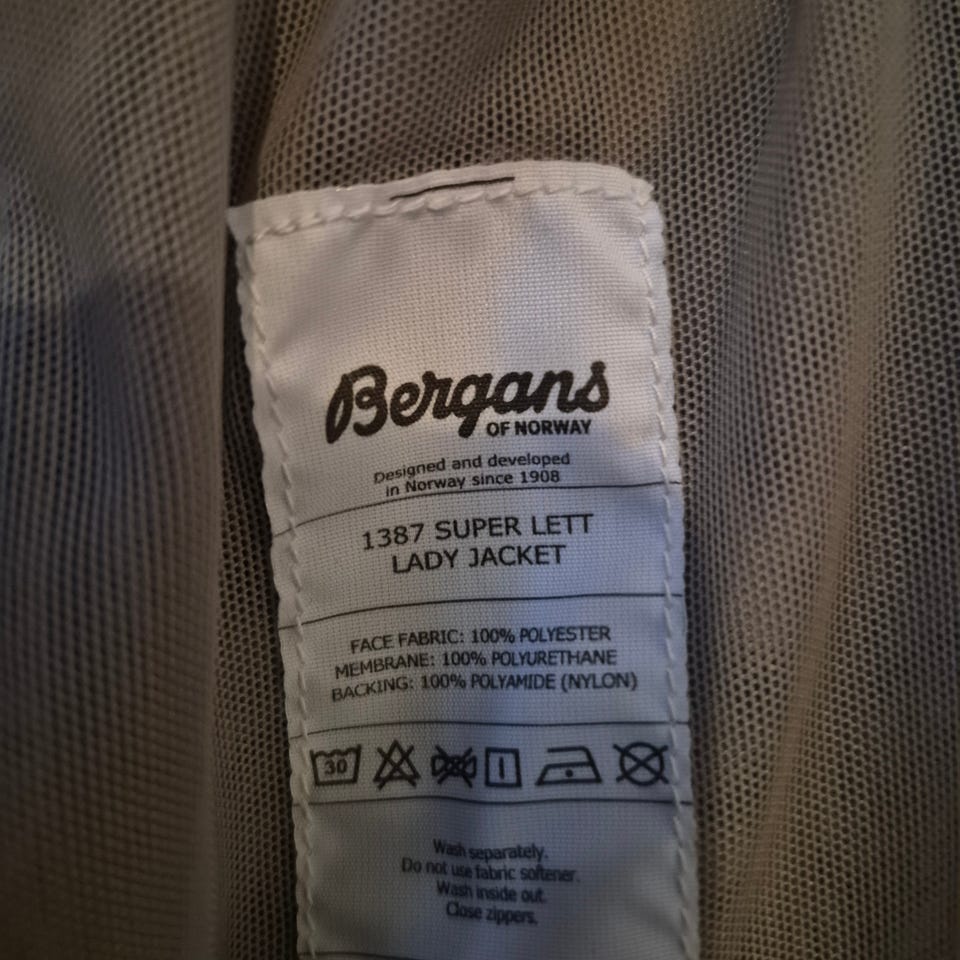 Bergans
OF NORWAY
Designed and developed
in Norway since 1908
1387 SUPER LETT
LADY JACKET
FACE FABRIC: 100% POLYESTER
MEMBRANE: 100% POLYURETHANE
BACKING: 100% POLYAMIDE (NYLON)
30
Wash separately.
Do not use fabric softener.
Wash inside out.
Close zippers.